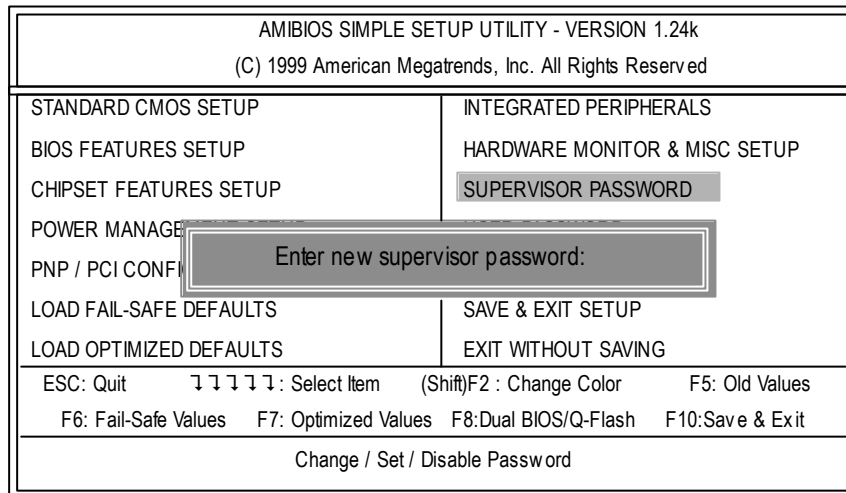 AMIBIOS SIMPLE SETUP UTILITY - VERSION 1.24k
(C) 1999 American Megatrends, Inc. All Rights Reserved
STANDARD CMOS SETUP
BIOS FEATURES SETUP
CHIPSET FEATURES SETUP
POWER
PNP / PCI
LOAD FAIL-SAFE DEFAULTS
LOAD OPTIMIZED DEFAULTS
INTEGRATED PERIPHERALS
HARDWARE MONITOR & MISC SETUP
SUPERVISOR PASSWORD
SAVE & EXIT SETUP
EXIT WITHOUT SAVING
Enter new supervisor password:
ESC: Quit ↴↴↴↴↴: Select Item (Shift)F2 : Change Color F5: Old Values
F6: Fail-Safe Values F7: Optimized Values F8:Dual BIOS/Q-Flash F10:Save & Exit
Change / Set / Disable Password